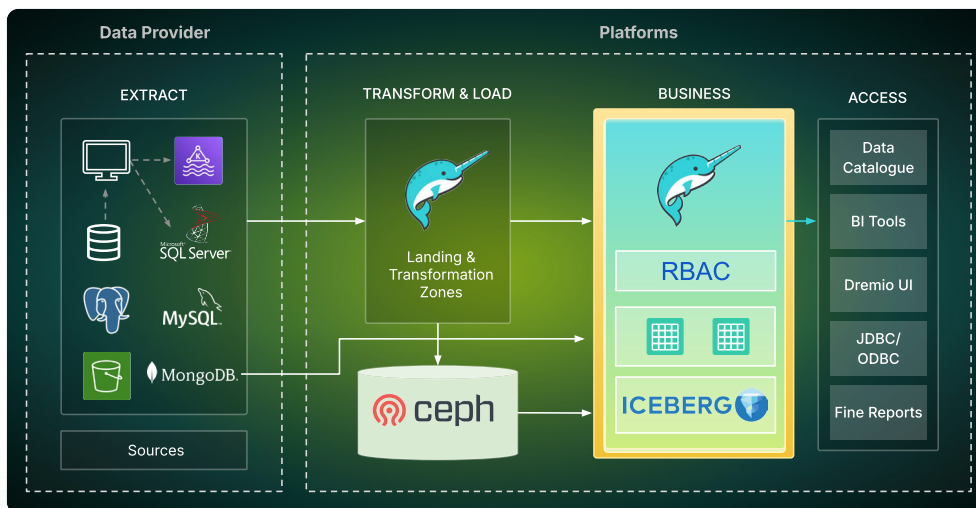 Data Provider
Platforms
EXTRACT
K
Microsoft®
SQL Server®
MySQL™
MongoDB®
Sources
TRANSFORM & LOAD
Landing &
Transformation
Zones
ceph
BUSINESS
RBAC
ICEBERG
ACCESS
Data
Catalogue
BI Tools
Dremio UI
JDBC/
ODBC
Fine Reports